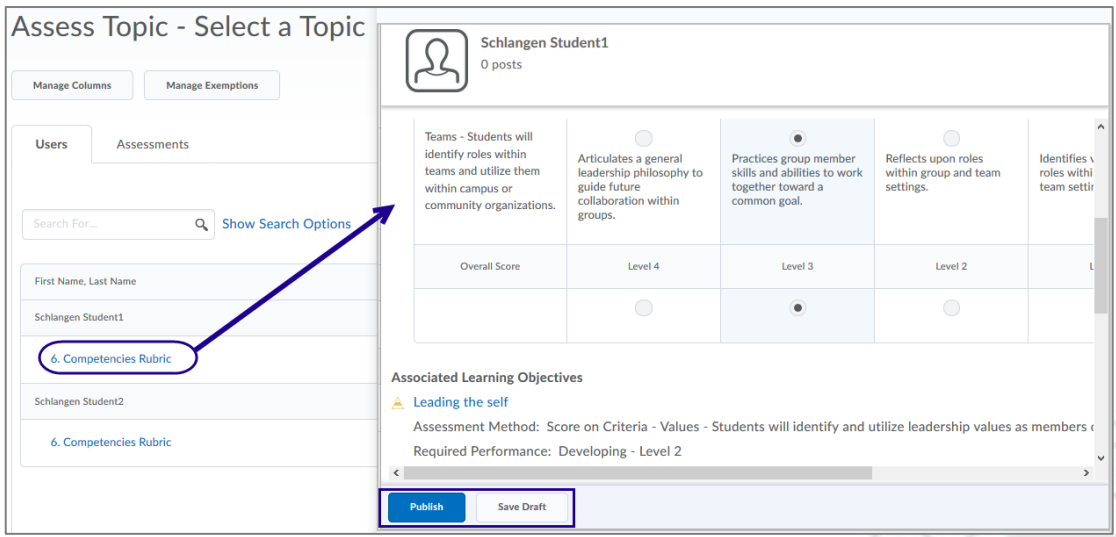 Assess Topic - Select a Topic
Manage Columns
Manage Exemptions
Users
Assessments
Search For...
Show Search Options
First Name, Last Name
Schlangen Student1
6. Competencies Rubric
Schlangen Student2
6. Competencies Rubric
Schlangen Student1
0 posts
Teams - Students will
identify roles within
teams and utilize them
within campus or
community organizations.
Articulates a general
leadership philosophy to
guide future
collaboration within
groups.
Practices group member
skills and abilities to work
together toward a
common goal.
Reflects upon roles
within group and team
settings.
Identifies
roles
team
Overall Score
Level 4
Level 3
Level 2
Associated Learning Objectives
Leading the self
Assessment Method: Score on Criteria - Values - Students will identify and utilize leadership values as members
Required Performance: Developing - Level 2
Publish
Save Draft